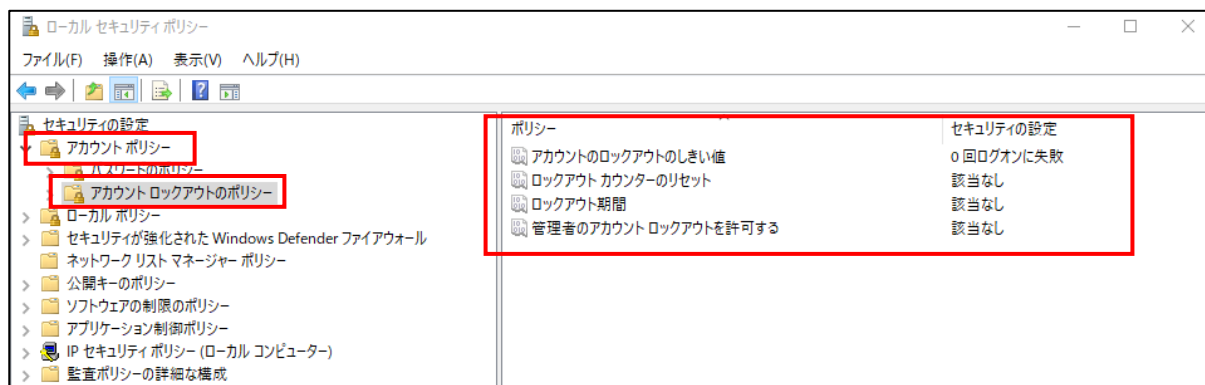 ローカル セキュリティ ポリシー
ファイル(F) 操作(A) 表示(V) ヘルプ(H)
セキュリティの設定
アカウント ポリシー
パスワードのポリシー
アカウント ロックアウトのポリシー
ローカル ポリシー
セキュリティが強化された Windows Defender ファイアウォール
ネットワーク リスト マネージャー ポリシー
公開キーのポリシー
ソフトウェアの制限のポリシー
アプリケーション制御ポリシー
IP セキュリティ ポリシー (ローカル コンピューター)
監査ポリシーの詳細な構成
ポリシー セキュリティの設定
アカウントのロックアウトのしきい値 0 回ログオンに失敗
ロックアウト カウンターのリセット 該当なし
ロックアウト期間 該当なし
管理者のアカウント ロックアウトを許可する 該当なし